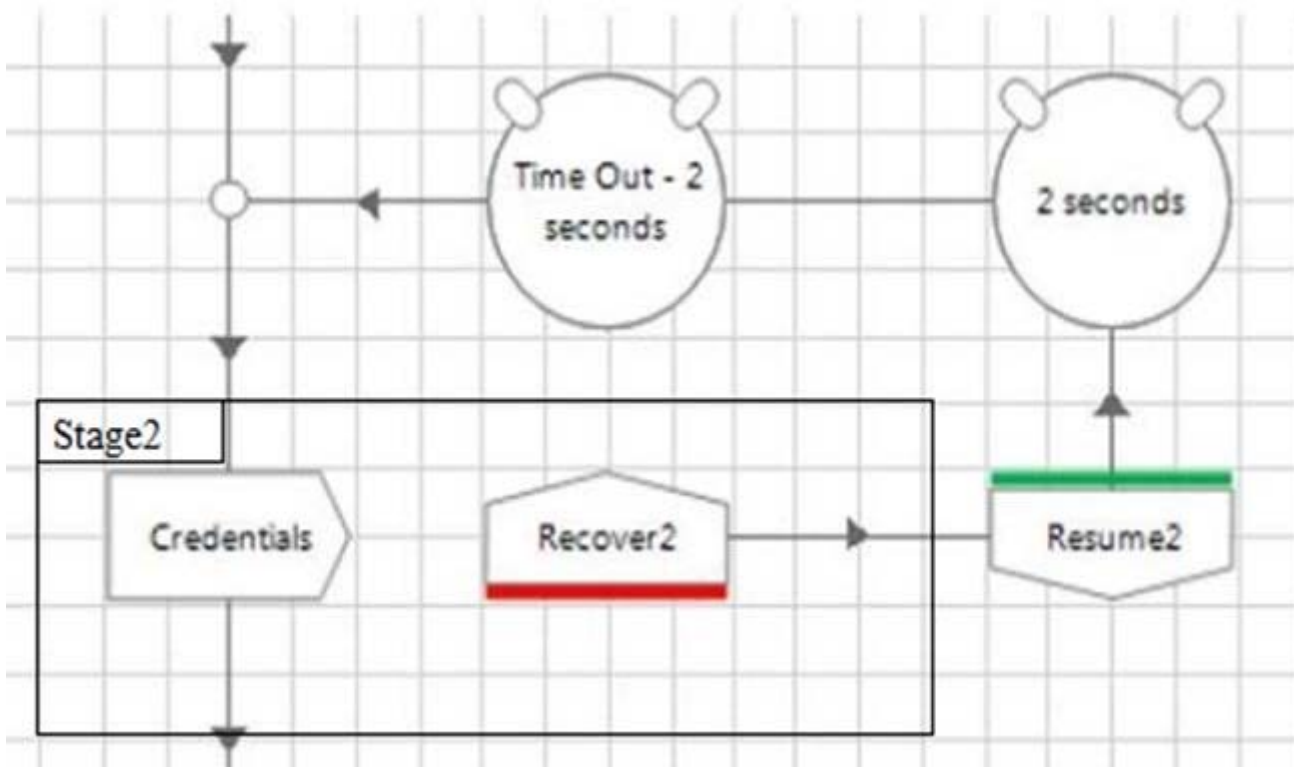 Time Out - 2
seconds
2 seconds
Stage2
Credentials
Recover2
Resume2